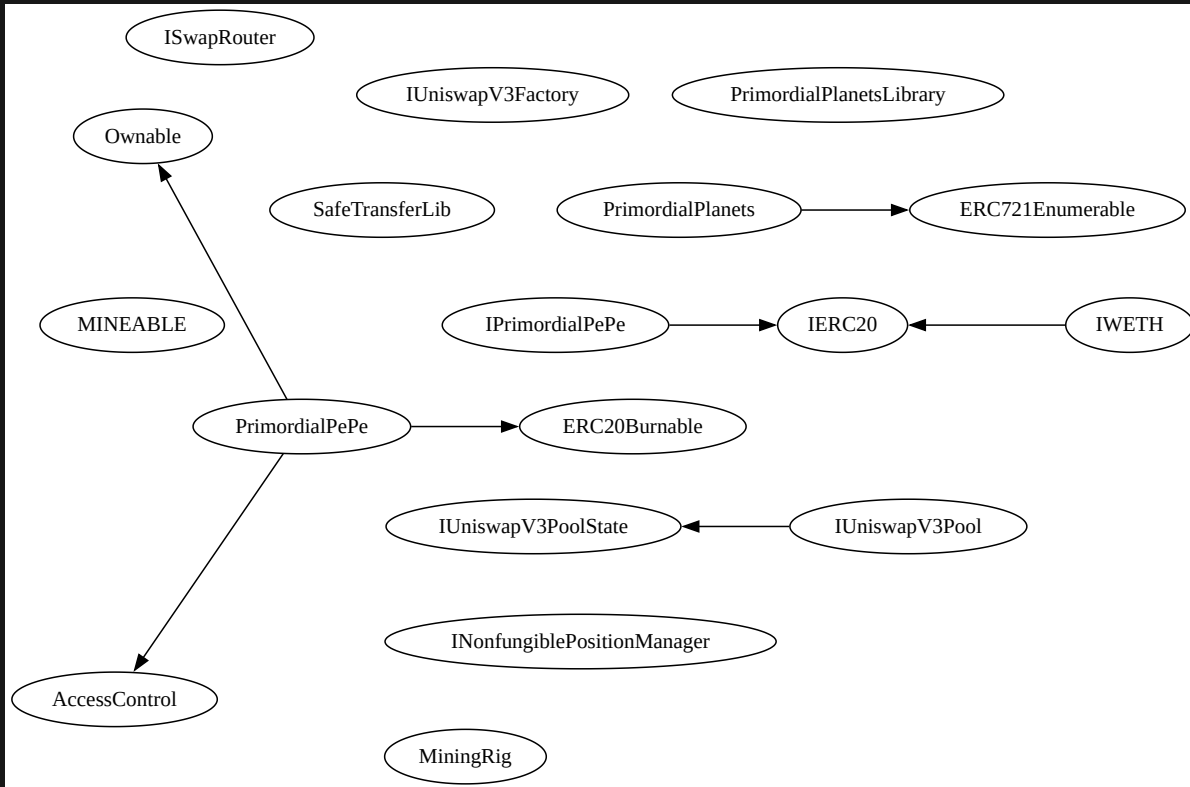 ISwapRouter
IUniswapV3Factory
PrimordialPlanetsLibrary
Ownable
SafeTransferLib
PrimordialPlanets
ERC721Enumerable
MINEABLE
IPrimordialPePe
IERC20
IWETH
PrimordialPePe
ERC20Burnable
IUniswapV3PoolState
IUniswapV3Pool
INonfungiblePositionManager
AccessControl
MiningRig